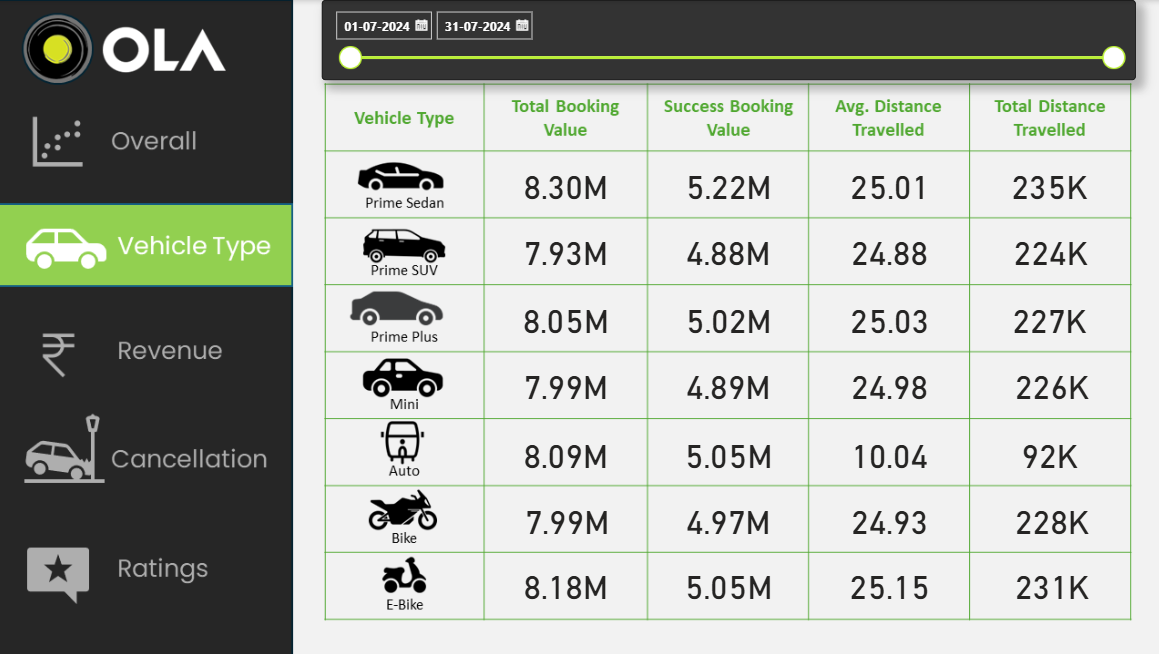 OLA
01-07-2024 31-07-2024
Overall
Vehicle Type
Revenue
Cancellation
Ratings
Vehicle Type Total Booking Value Success Booking Value Avg. Distance Travelled Total Distance Travelled
Prime Sedan 8.30M 5.22M 25.01 235K
Prime SUV 7.93M 4.88M 24.88 224K
Prime Plus 8.05M 5.02M 25.03 227K
Mini 7.99M 4.89M 24.98 226K
Auto 8.09M 5.05M 10.04 92K
Bike 7.99M 4.97M 24.93 228K
E-Bike 8.18M 5.05M 25.15 231K